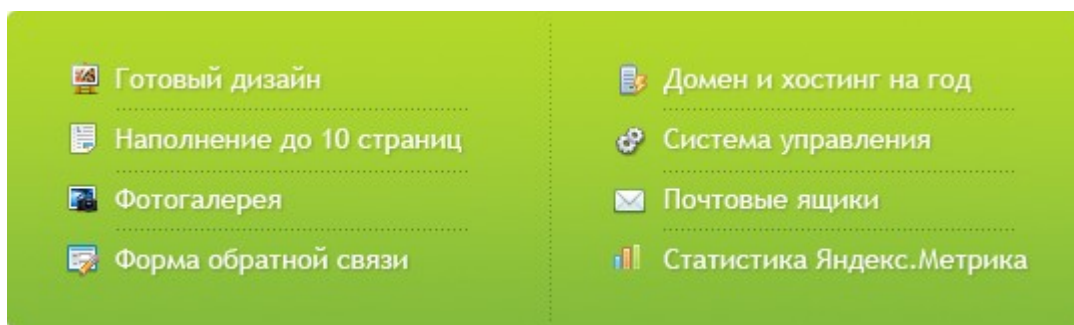 Готовый дизайн
Наполнение до 10 страниц
Фотогалерея
Форма обратной связи
Домен и хостинг на год
Система управления
Почтовые ящики
Статистика Яндекс.Метрика